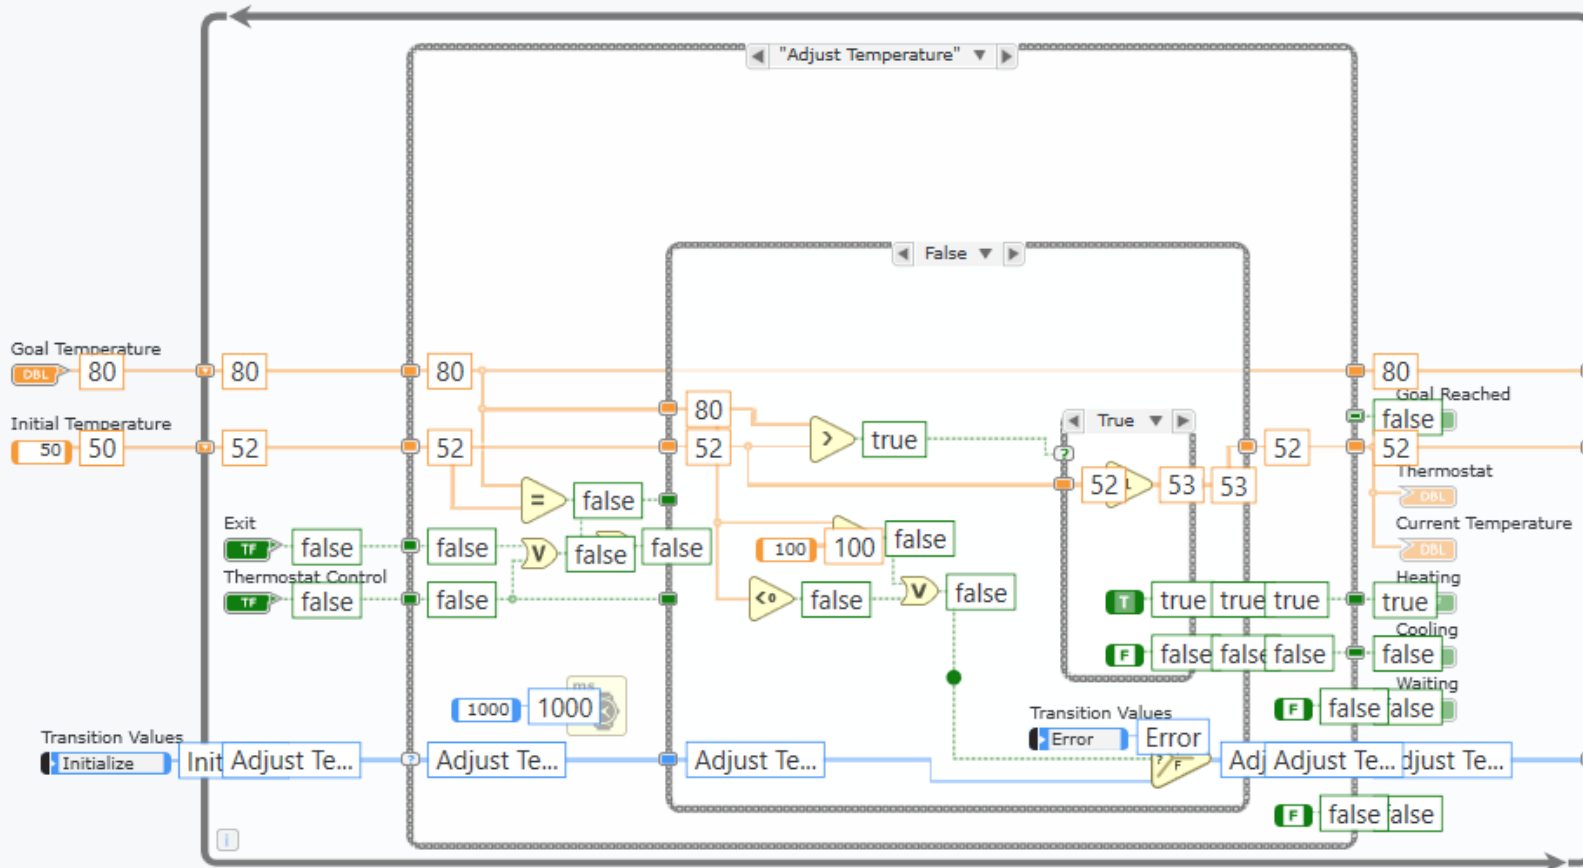 "Adjust Temperature"
False
Goal Temperature
DBL 80 80 80 80
Goal Reached
80 false
True
Initial Temperature
50 50 52 52 52 > true 52 52
Thermostat
52 53 53
DBL
= false
Exit
TF false false V false false 100 100 false
Current Temperature
DBL
Thermostat Control
TF false false <0 false V false
Heating
T true true true true
Cooling
F false false false false
ms
1000 1000
Waiting
F false false
Transition Values
Error Error
Transition Values
Initialize Init Adjust Te... Adjust Te... Adjust Te... ? F Adj Adjust Te... djust Te...
F false alse
i